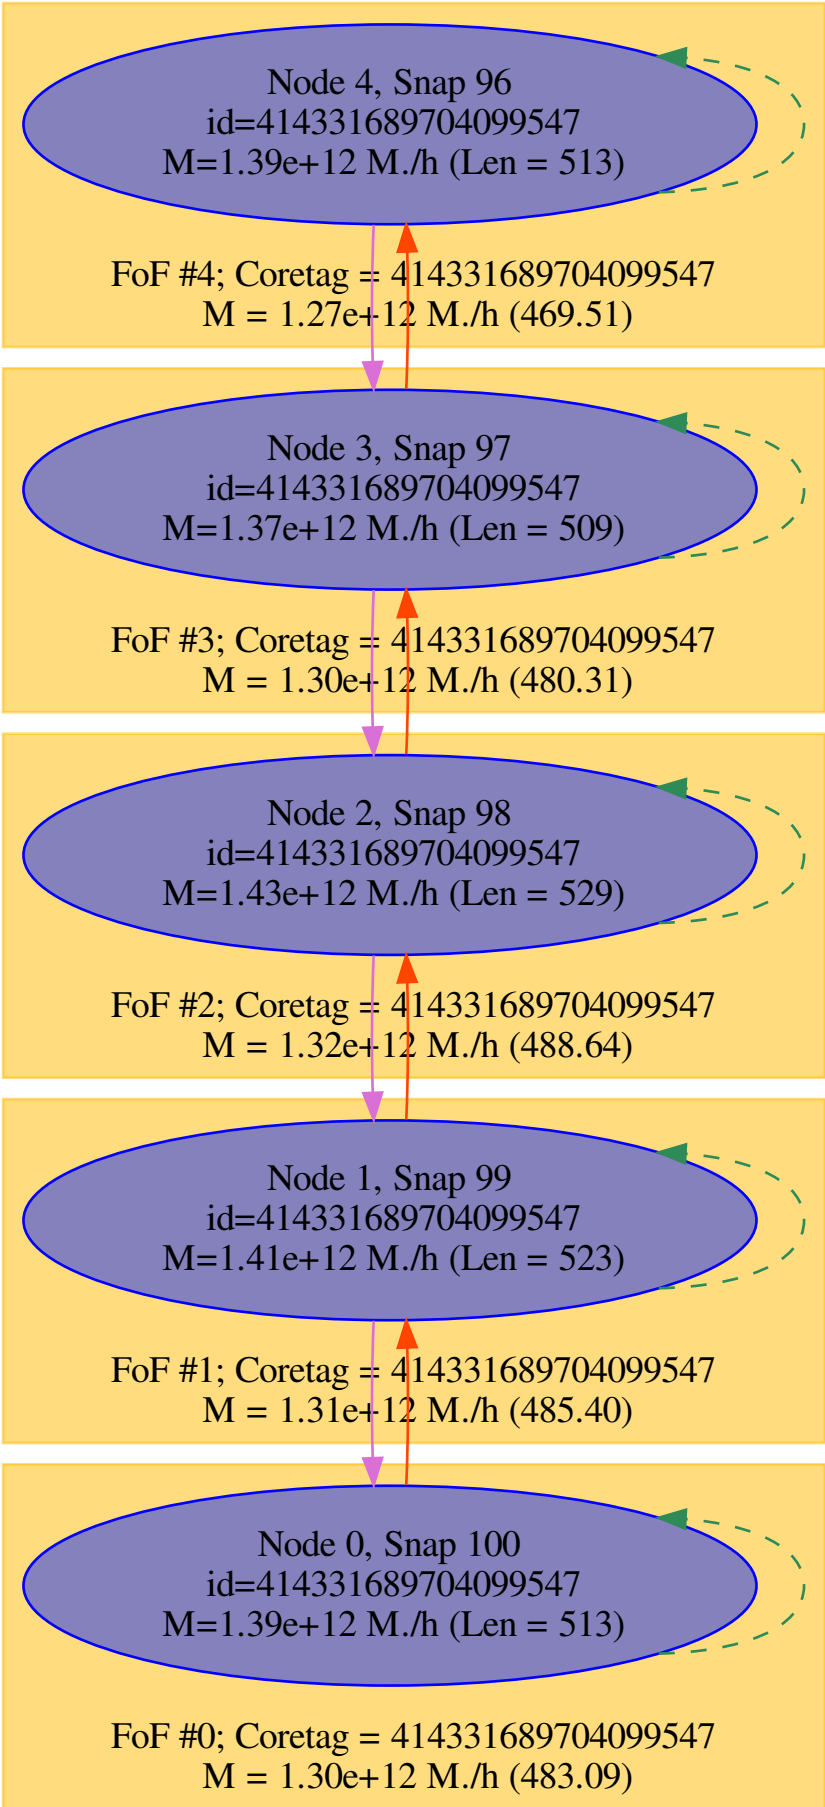 Node 4, Snap 96
id=414331689704099547
M=1.39e+12 M./h (Len = 513)
FoF #4; Coretag = 414331689704099547
M = 1.27e+12 M./h (469.51)
Node 3, Snap 97
id=414331689704099547
M=1.37e+12 M./h (Len = 509)
FoF #3; Coretag = 414331689704099547
M = 1.30e+12 M./h (480.31)
Node 2, Snap 98
id=414331689704099547
M=1.43e+12 M./h (Len = 529)
FoF #2; Coretag = 414331689704099547
M = 1.32e+12 M./h (488.64)
Node 1, Snap 99
id=414331689704099547
M=1.41e+12 M./h (Len = 523)
FoF #1; Coretag = 414331689704099547
M = 1.31e+12 M./h (485.40)
Node 0, Snap 100
id=414331689704099547
M=1.39e+12 M./h (Len = 513)
FoF #0; Coretag = 414331689704099547
M = 1.30e+12 M./h (483.09)